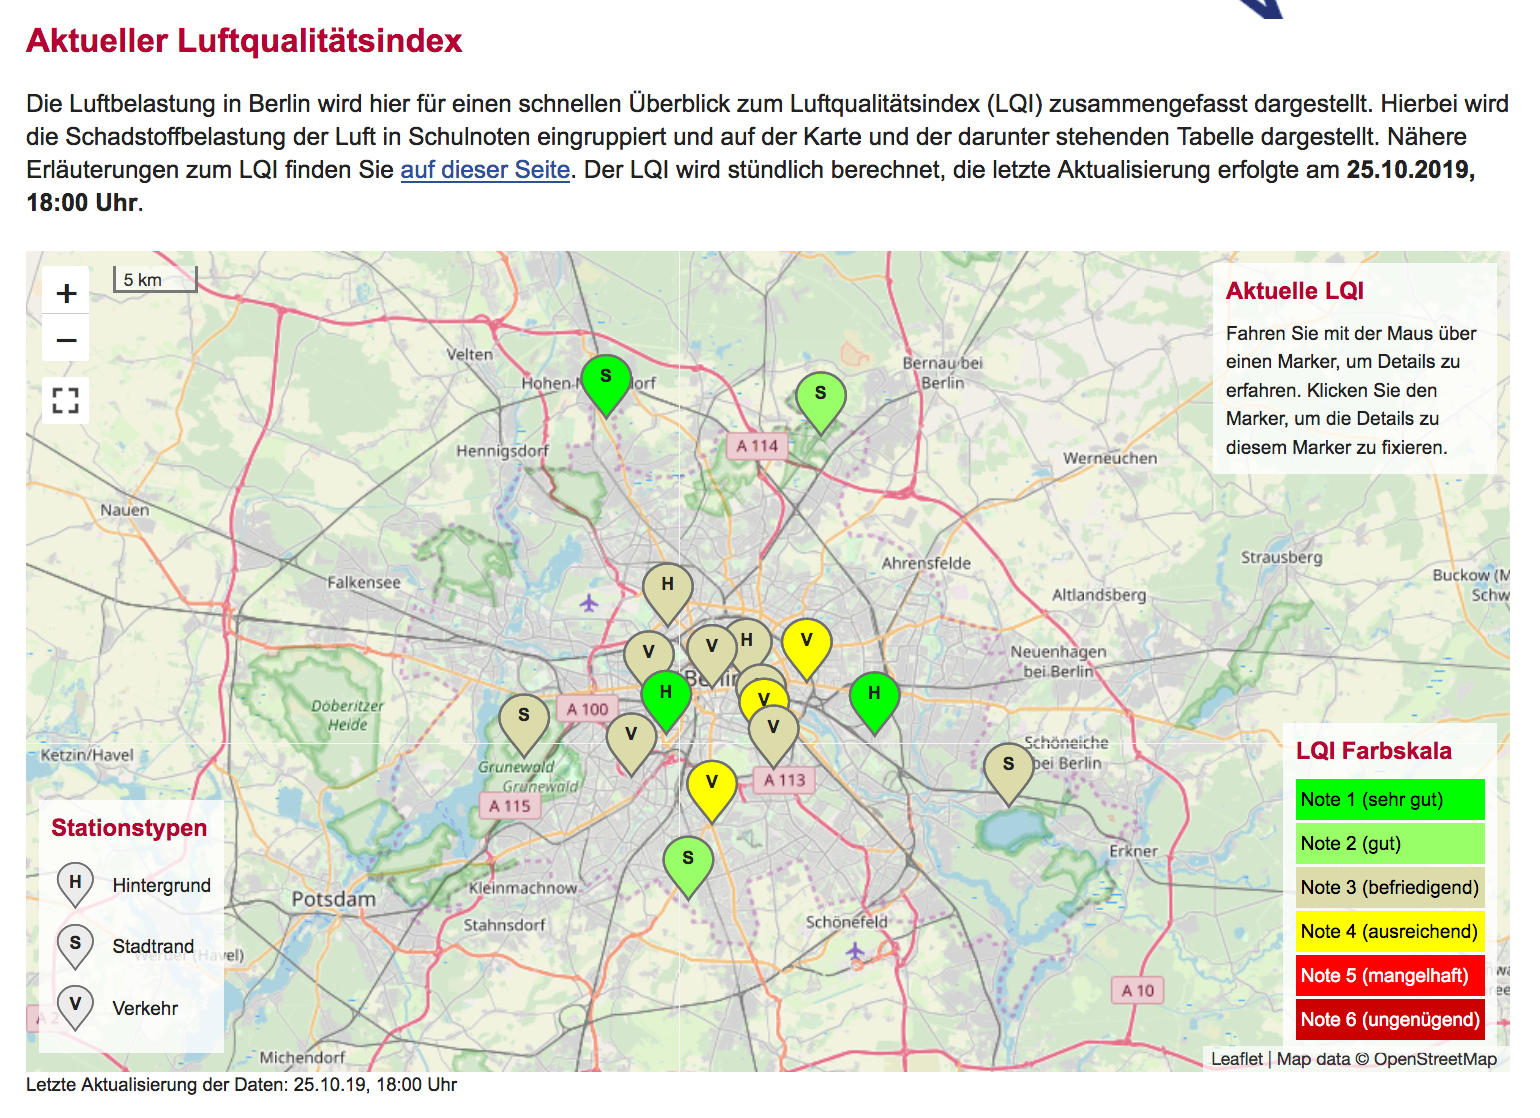 Aktueller Luftqualitätsindex
Die Luftbelastung in Berlin wird hier für einen schnellen Überblick zum Luftqualitätsindex (LQI) zusammengefasst dargestellt. Hierbei wird
die Schadstoffbelastung der Luft in Schulnoten eingruppiert und auf der Karte und der darunter stehenden Tabelle dargestellt. Nähere
Erläuterungen zum LQI finden Sie auf dieser Seite. Der LQI wird stündlich berechnet, die letzte Aktualisierung erfolgte am 25.10.2019,
18:00 Uhr.
+
−
5 km
Aktuelle LQI
Fahren Sie mit der Maus über
einen Marker, um Details zu
erfahren. Klicken Sie den
Marker, um die Details zu
diesem Marker zu fixieren.
Velten
Hohen
S
S
Bernau bei
Berlin
A 114
Hennigsdorf
Werneuchen
Nauen
Ahrensfelde
Strausberg
Falkensee
H
Altlandsberg
Buckow (M
Schw
V
V
H
V
Neuenhagen
bei Berlin
H
V
H
Döberitzer
Heide
S
A 100
V
V
Ketzin/Havel
Schöneiche
bei Berlin
S
Grunewald
Grunewald
V
A 113
A 115
S
Erkner
Potsdam
Kleinmachnow
Stahnsdorf
Schönefeld
A 10
Michendorf
Stationstypen
H Hintergrund
S Stadtrand
V Verkehr
LQI Farbskala
Note 1 (sehr gut)
Note 2 (gut)
Note 3 (befriedigend)
Note 4 (ausreichend)
Note 5 (mangelhaft)
Note 6 (ungenügend)
Leaflet | Map data © OpenStreetMap
Letzte Aktualisierung der Daten: 25.10.19, 18:00 Uhr